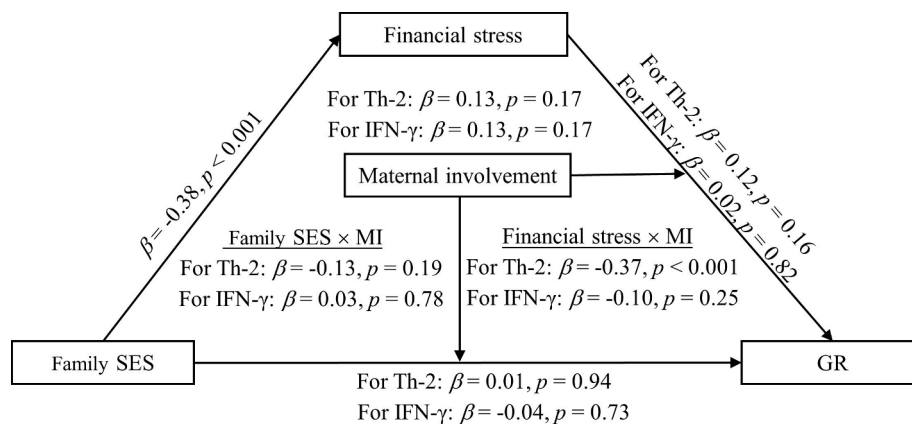 Financial stress
For Th-2: β = 0.13, p = 0.17
For IFN-γ: β = 0.13, p = 0.17
For Th-2: β = 0.12, p = 0.16
For IFN-γ: β = 0.02, p = 0.82
β = -0.38, p < 0.001
Maternal involvement
Family SES × MI
For Th-2: β = -0.13, p = 0.19
For IFN-γ: β = 0.03, p = 0.78
Financial stress × MI
For Th-2: β = -0.37, p < 0.001
For IFN-γ: β = -0.10, p = 0.25
Family SES
GR
For Th-2: β = 0.01, p = 0.94
For IFN-γ: β = -0.04, p = 0.73